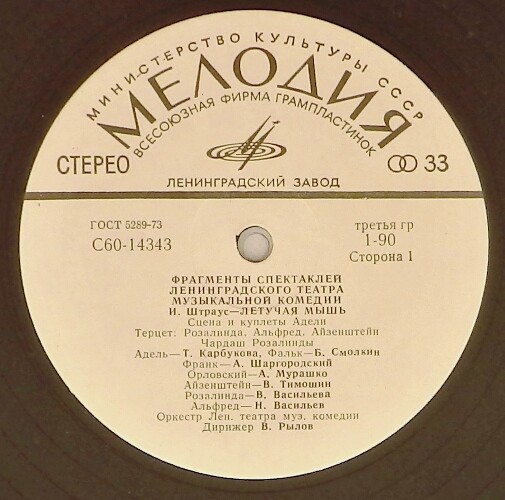 МИНИСТЕРСТВО КУЛЬТУРЫ СССР
МЕЛОДИЯ
ВСЕСОЮЗНАЯ ФИРМА ГРАМПЛАСТИНОК
СТЕРЕО
33
ЛЕНИНГРАДСКИЙ ЗАВОД
ГОСТ 5289-73
третья гр
С60-14343
1-90
Сторона 1
ФРАГМЕНТЫ СПЕКТАКЛЕЙ
ЛЕНИНГРАДСКОГО ТЕАТРА
МУЗЫКАЛЬНОЙ КОМЕДИИ
И. Штраус—ЛЕТУЧАЯ МЫШЬ
Сцена и куплеты Адели
Терцет: Розалинда, Альфред, Айзенштейн
Чардаш Розалинды
Адель—Т. Карбукова, Фальк—Б. Смолкин
Франк—А. Шаргородский
Орловский—А. Мурашко
Айзенштейн—В. Тимошин
Розалинда—В. Васильева
Альфред—Н. Васильев
Оркестр Лен. театра муз. комедии
Дирижер В. Рылов